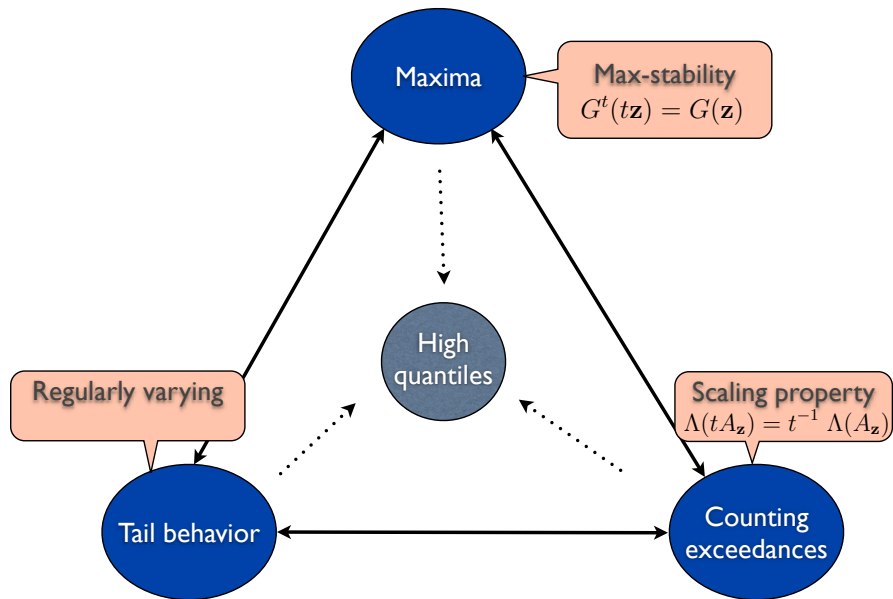 Maxima
Max-stability
G^t(tz) = G(z)
High
quantiles
Regularly varying
Scaling property
Λ(tA_z) = t^{-1} Λ(A_z)
Tail behavior
Counting
exceedances